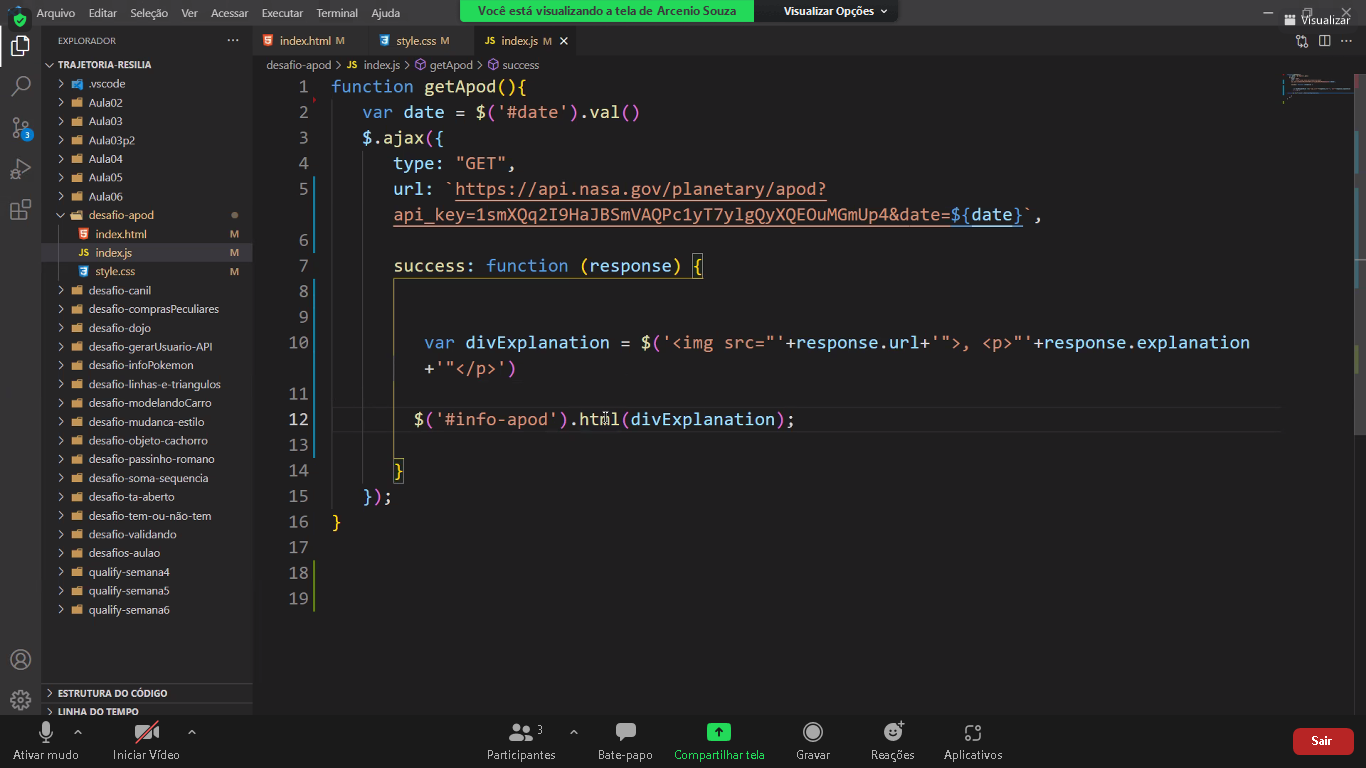 Arquivo Editar Seleção Ver Acessar Executar Terminal Ajuda
Você está visualizando a tela de Arcenio Souza
Visualizar Opções
Visualizar
EXPLORADOR
index.html M
style.css M
JS index.js M
TRAJETORIA-RESILIA
desafio-apod > JS index.js > getApod > success
.vscode
Aula02
Aula03
Aula03p2
Aula04
Aula05
Aula06
desafio-apod
index.html M
JS index.js M
style.css M
desafio-canil
desafio-comprasPeculiares
desafio-dojo
desafio-gerarUsuario-API
desafio-infoPokemon
desafio-linhas-e-triangulos
desafio-modelandoCarro
desafio-mudanca-estilo
desafio-objeto-cachorro
desafio-passinho-romano
desafio-soma-sequencia
desafio-ta-aberto
desafio-tem-ou-não-tem
desafio-validando
desafios-aulao
qualify-semana4
qualify-semana5
qualify-semana6
ESTRUTURA DO CÓDIGO
LINHA DO TEMPO
3
1 function getApod(){
2 var date = $('#date').val()
3 $.ajax({
4 type: "GET",
5 url: `https://api.nasa.gov/planetary/apod?
api_key=1smXQq2I9HaJBSmVAQPc1yT7ylgQyXQEOuMGmUp4&date=${date}`,
6
7 success: function (response) {
8
9
10 var divExplanation = $('<img src="'+response.url+'">, <p>"'+response.explanation
+'"</p>')
11
12 $('#info-apod').html(divExplanation);
13
14 }
15 });
16 }
17
18
19
Ativar mudo
Iniciar Vídeo
Participantes 3
Bate-papo
Compartilhar tela
Gravar
Reações
Aplicativos
Sair